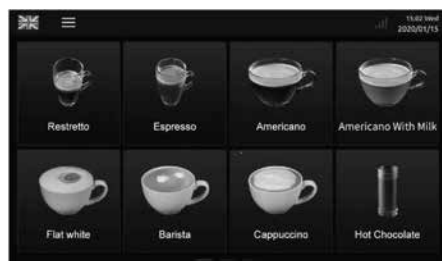 15:02 Wed
2020/01/15
Restretto
Espresso
Americano
Americano With Milk
Flat white
Barista
Cappuccino
Hot Chocolate